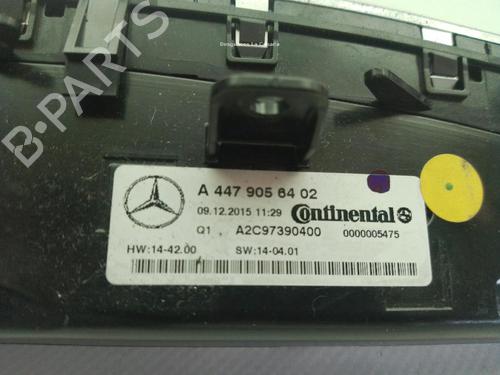 B-PARTS
A 447 905 64 02
09.12.2015 11:29
Continental
Q1 A2C97390400 0000005475
HW:14-42.00 SW:14-04.01